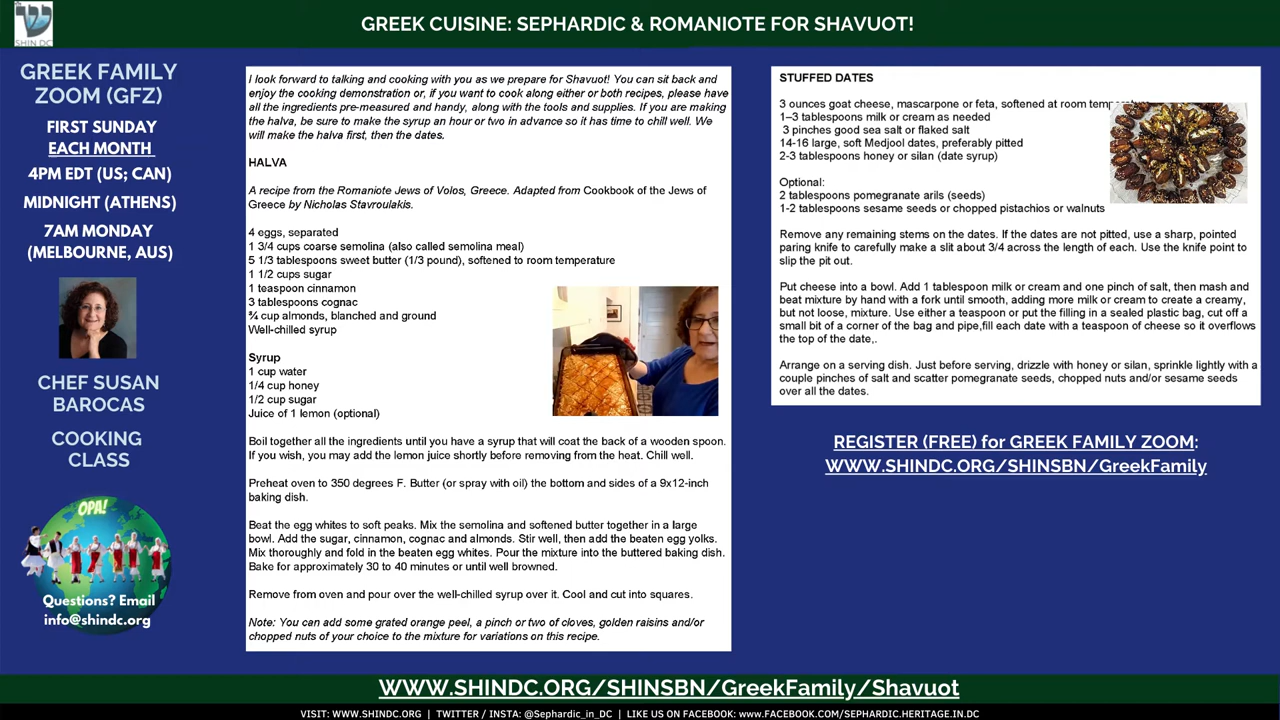 SHIN DC
GREEK CUISINE: SEPHARDIC & ROMANIOTE FOR SHAVUOT!
GREEK FAMILY
ZOOM (GFZ)
FIRST SUNDAY
EACH MONTH
4PM EDT (US; CAN)
MIDNIGHT (ATHENS)
7AM MONDAY
(MELBOURNE, AUS)
CHEF SUSAN
BAROCAS
COOKING
CLASS
OPA!
Questions? Email
info@shindc.org
I look forward to talking and cooking with you as we prepare for Shavuot! You can sit back and
enjoy the cooking demonstration or, if you want to cook along either or both recipes, please have
all the ingredients pre-measured and handy, along with the tools and supplies. If you are making
the halva, be sure to make the syrup an hour or two in advance so it has time to chill well. We
will make the halva first, then the dates.
HALVA
A recipe from the Romaniote Jews of Volos, Greece. Adapted from Cookbook of the Jews of
Greece by Nicholas Stavroulakis.
4 eggs, separated
1 3/4 cups coarse semolina (also called semolina meal)
5 1/3 tablespoons sweet butter (1/3 pound), softened to room temperature
1 1/2 cups sugar
1 teaspoon cinnamon
3 tablespoons cognac
¾ cup almonds, blanched and ground
Well-chilled syrup
Syrup
1 cup water
1/4 cup honey
1/2 cup sugar
Juice of 1 lemon (optional)
Boil together all the ingredients until you have a syrup that will coat the back of a wooden spoon.
If you wish, you may add the lemon juice shortly before removing from the heat. Chill well.
Preheat oven to 350 degrees F. Butter (or spray with oil) the bottom and sides of a 9x12-inch
baking dish.
Beat the egg whites to soft peaks. Mix the semolina and softened butter together in a large
bowl. Add the sugar, cinnamon, cognac and almonds. Stir well, then add the beaten egg yolks.
Mix thoroughly and fold in the beaten egg whites. Pour the mixture into the buttered baking dish.
Bake for approximately 30 to 40 minutes or until well browned.
Remove from oven and pour over the well-chilled syrup over it. Cool and cut into squares.
Note: You can add some grated orange peel, a pinch or two of cloves, golden raisins and/or
chopped nuts of your choice to the mixture for variations on this recipe.
STUFFED DATES
3 ounces goat cheese, mascarpone or feta, softened at room
1–3 tablespoons milk or cream as needed
3 pinches good sea salt or flaked salt
14-16 large, soft Medjool dates, preferably pitted
2-3 tablespoons honey or silan (date syrup)
Optional:
2 tablespoons pomegranate arils (seeds)
1-2 tablespoons sesame seeds or chopped pistachios or walnuts
Remove any remaining stems on the dates. If the dates are not pitted, use a sharp, pointed
paring knife to carefully make a slit about 3/4 across the length of each. Use the knife point to
slip the pit out.
Put cheese into a bowl. Add 1 tablespoon milk or cream and one pinch of salt, then mash and
beat mixture by hand with a fork until smooth, adding more milk or cream to create a creamy,
but not loose, mixture. Use either a teaspoon or put the filling in a sealed plastic bag, cut off a
small bit of a corner of the bag and pipe,fill each date with a teaspoon of cheese so it overflows
the top of the date,.
Arrange on a serving dish. Just before serving, drizzle with honey or silan, sprinkle lightly with a
couple pinches of salt and scatter pomegranate seeds, chopped nuts and/or sesame seeds
over all the dates.
REGISTER (FREE) for GREEK FAMILY ZOOM:
WWW.SHINDC.ORG/SHINSBN/GreekFamily
WWW.SHINDC.ORG/SHINSBN/GreekFamily/Shavuot
VISIT: WWW.SHINDC.ORG | TWITTER / INSTA: @Sephardic_in_DC | LIKE US ON FACEBOOK: www.FACEBOOK.COM/SEPHARDIC.HERITAGE.IN.DC